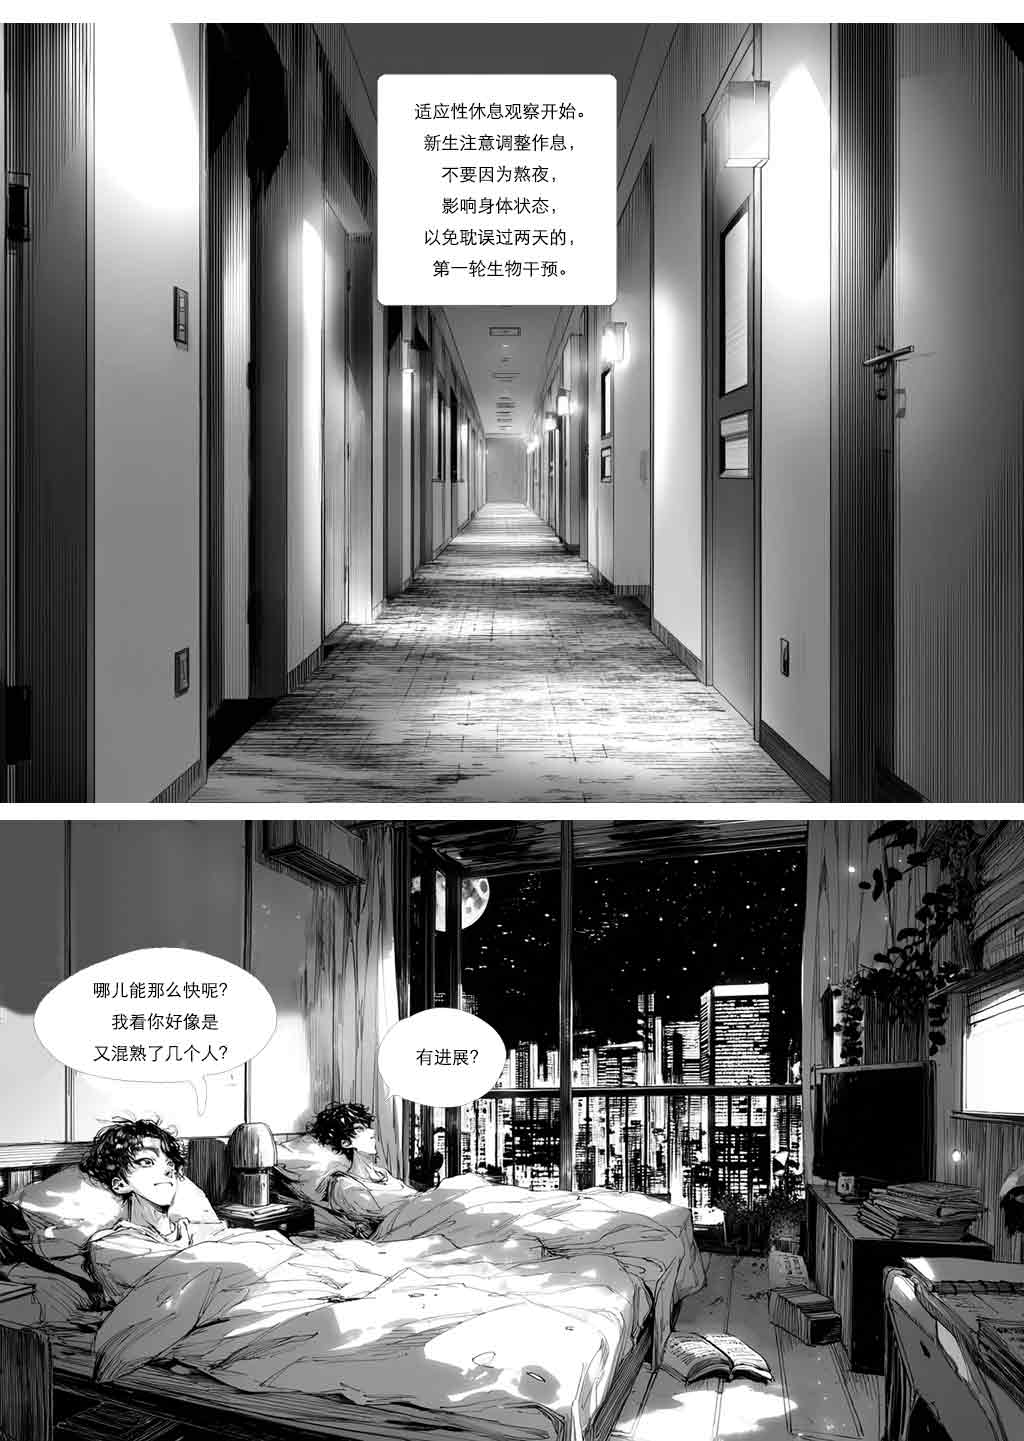 适应性休息观察开始。
新生注意调整作息，
不要因为熬夜，
影响身体状态，
以免耽误过两天的，
第一轮生物干预。
哪儿能那么快呢？
我看你好像是
又混熟了几个人？
有进展？